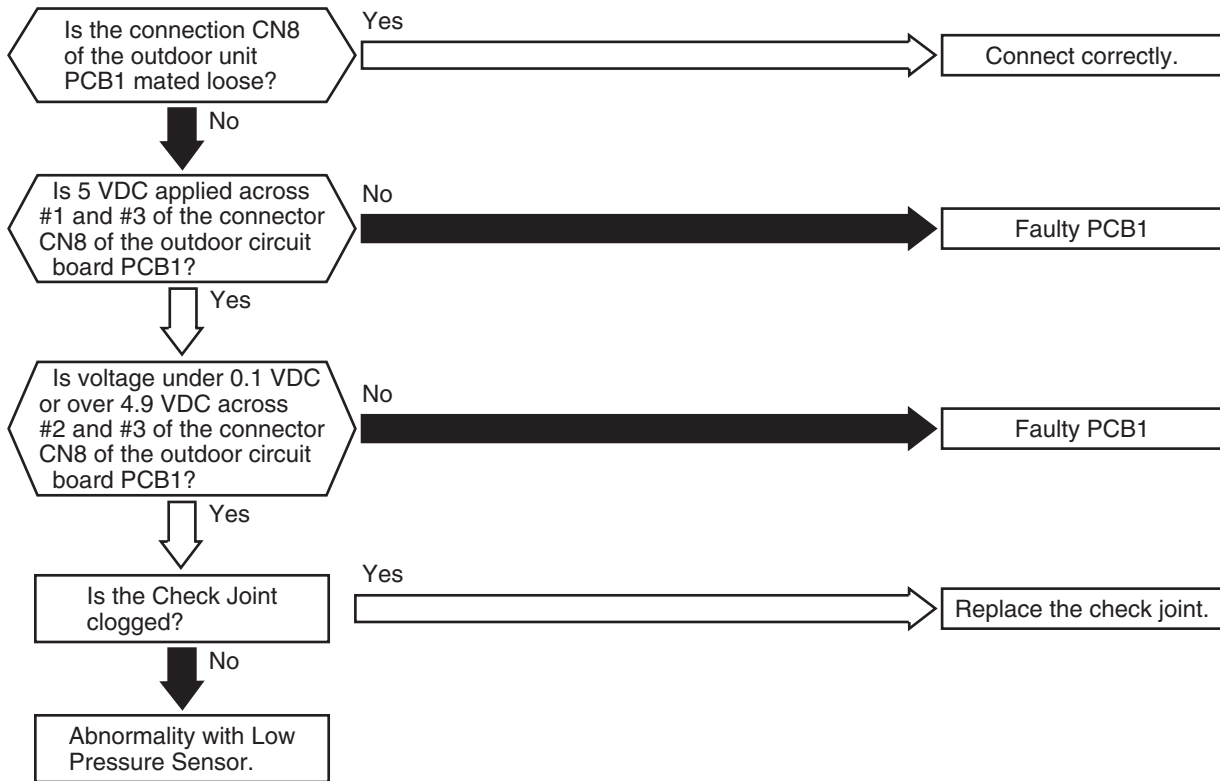 Is the connection CN8
of the outdoor unit
PCB1 mated loose?
Yes
Connect correctly.
No
Is 5 VDC applied across
#1 and #3 of the connector
CN8 of the outdoor circuit
board PCB1?
No
Faulty PCB1
Yes
Is voltage under 0.1 VDC
or over 4.9 VDC across
#2 and #3 of the connector
CN8 of the outdoor circuit
board PCB1?
No
Faulty PCB1
Yes
Is the Check Joint
clogged?
Yes
Replace the check joint.
No
Abnormality with Low
Pressure Sensor.